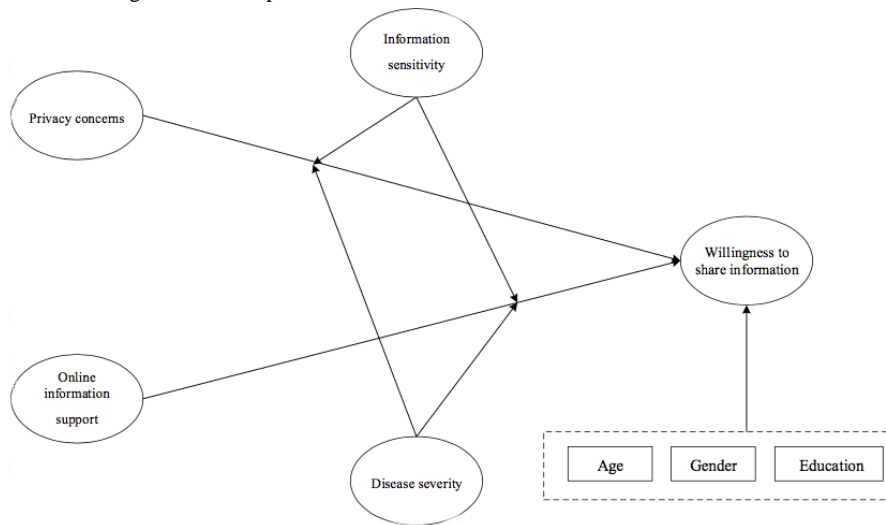 Information
sensitivity
Privacy concerns
Willingness to
share information
Online
information
support
Disease severity
Age
Gender
Education